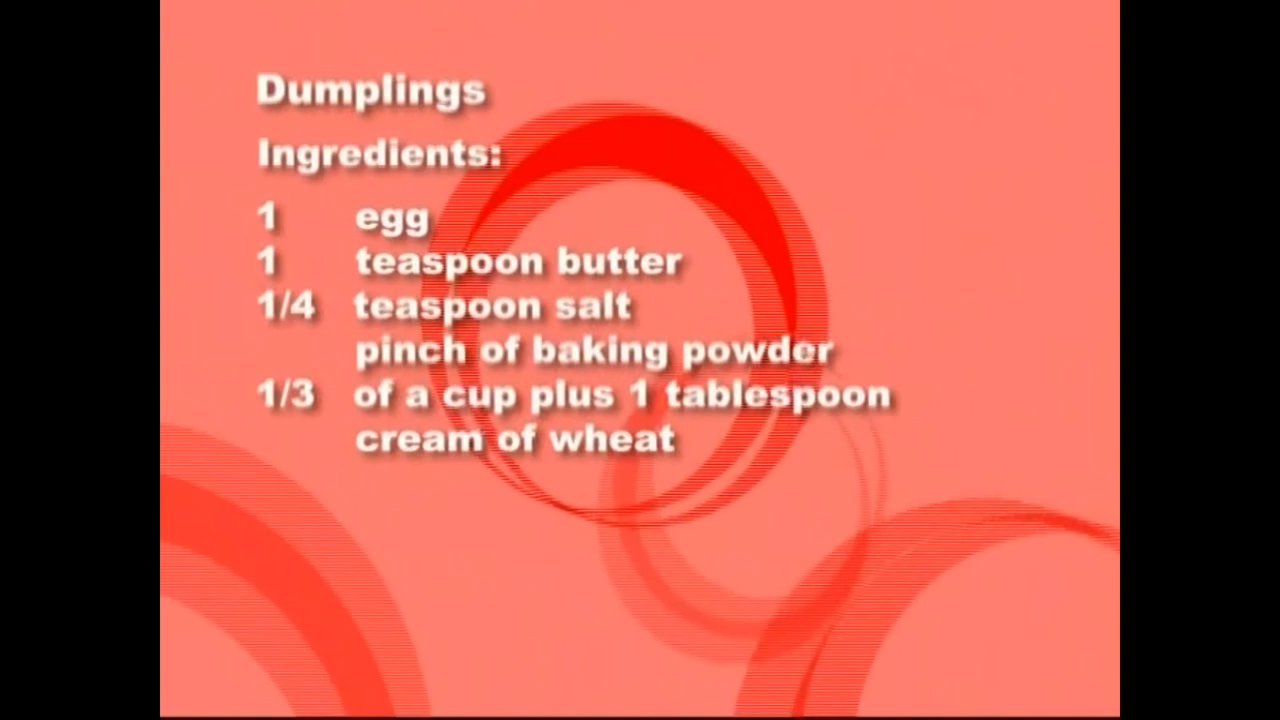 Dumplings
Ingredients:
1 egg
1 teaspoon butter
1/4 teaspoon salt
pinch of baking powder
1/3 of a cup plus 1 tablespoon
cream of wheat